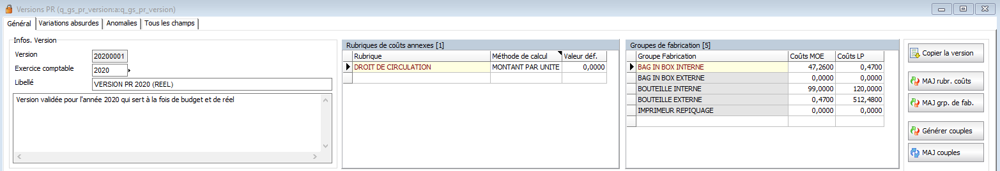 Versions PR (q_gs_pr_version:a:q_gs_pr_version)
Général Variations absurdes Anomalies Tous les champs
Infos. Version
Version 20200001
Exercice comptable 2020
Libellé VERSION PR 2020 (REEL)
Version validée pour l'année 2020 qui sert à la fois de budget et de réel
Rubriques de coûts annexes [1]
Rubrique Méthode de calcul Valeur déf.
DROIT DE CIRCULATION MONTANT PAR UNITE 0,0000
Groupes de fabrication [5]
Groupe Fabrication Coûts MOE Coûts LP
BAG IN BOX INTERNE 47,2600 0,4700
BAG IN BOX EXTERNE 0,0000 0,0000
BOUTEILLE INTERNE 99,0000 120,0000
BOUTEILLE EXTERNE 0,4700 512,4800
IMPRIMEUR REPIQUAGE 0,0000 0,0000
Copier la version
MAJ rubr. coûts
MAJ grp. de fab.
Générer couples
MAJ couples